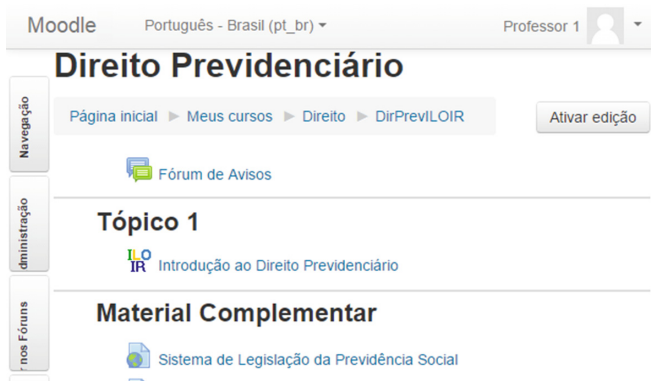 Moodle Português - Brasil (pt_br) Professor 1
Direito Previdenciário
Navegação
Página inicial Meus cursos Direito DirPrevILOIR
Ativar edição
Fórum de Avisos
Tópico 1
ILO
IR
Introdução ao Direito Previdenciário
Material Complementar
nos Fóruns
Sistema de Legislação da Previdência Social